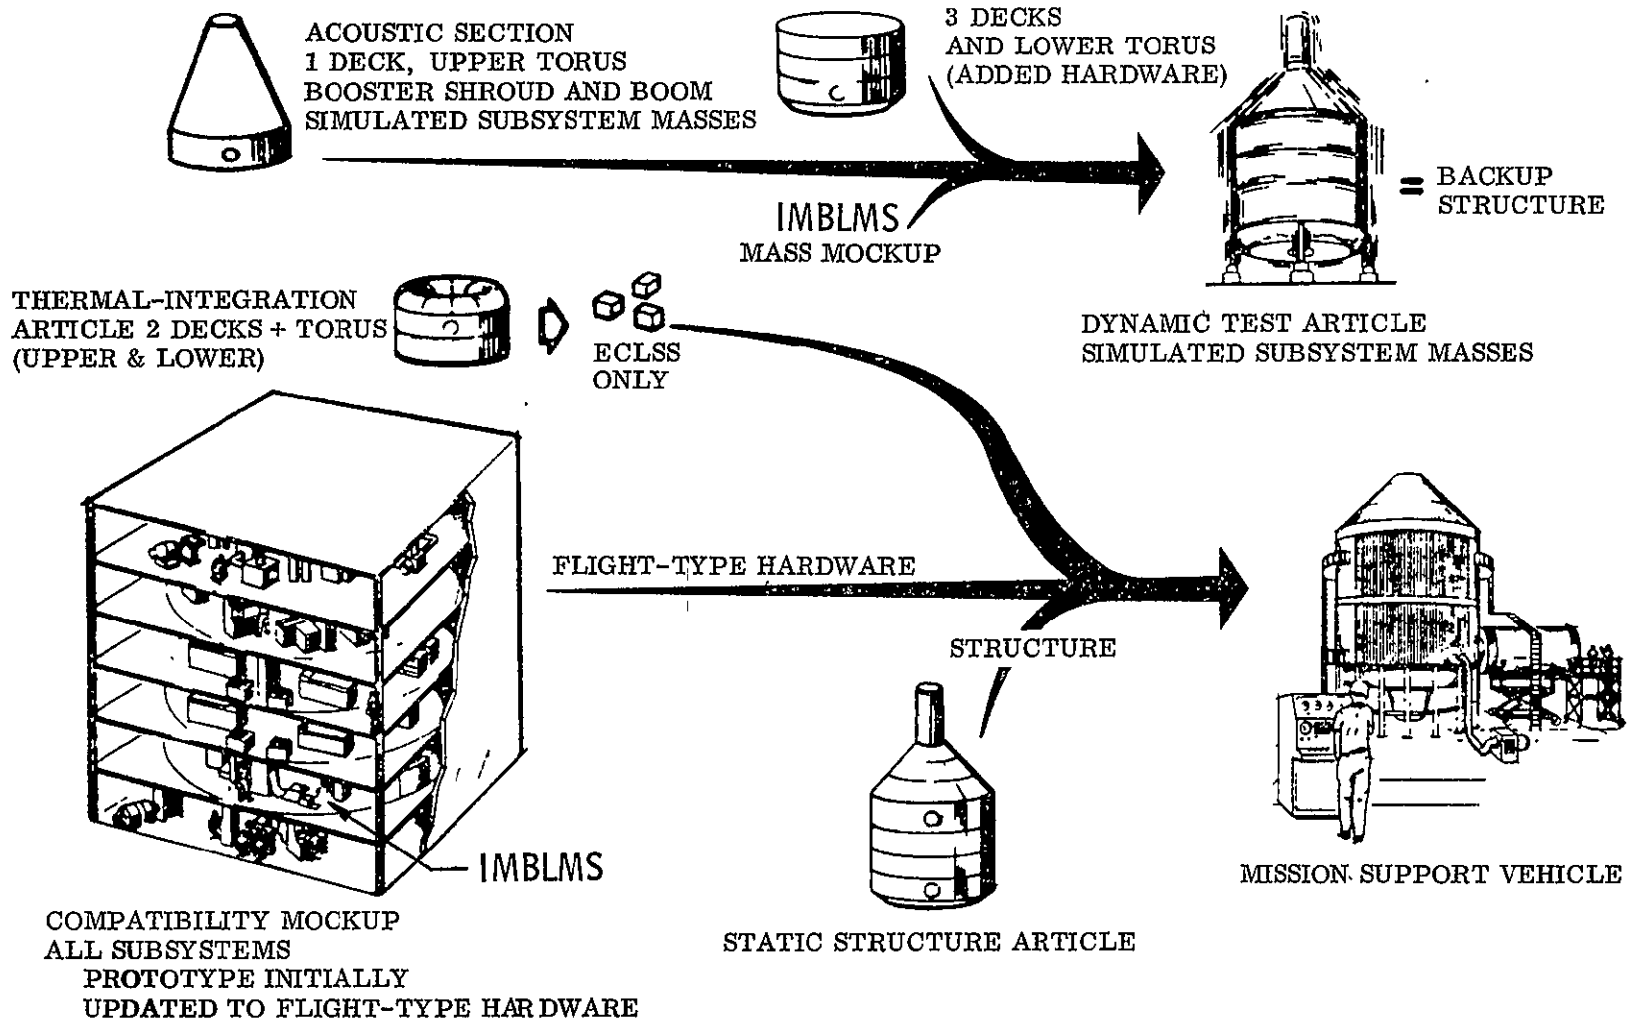 ACOUSTIC SECTION
1 DECK, UPPER TORUS
BOOSTER SHROUD AND BOOM
SIMULATED SUBSYSTEM MASSES
3 DECKS
AND LOWER TORUS
(ADDED HARDWARE)
IMBLMS
MASS MOCKUP
= BACKUP
STRUCTURE
DYNAMIC TEST ARTICLE
SIMULATED SUBSYSTEM MASSES
THERMAL-INTEGRATION
ARTICLE 2 DECKS + TORUS
(UPPER & LOWER)
ECLSS
ONLY
FLIGHT-TYPE HARDWARE
STRUCTURE
IMBLMS
COMPATIBILITY MOCKUP
ALL SUBSYSTEMS
PROTOTYPE INITIALLY
UPDATED TO FLIGHT-TYPE HARDWARE
STATIC STRUCTURE ARTICLE
MISSION SUPPORT VEHICLE